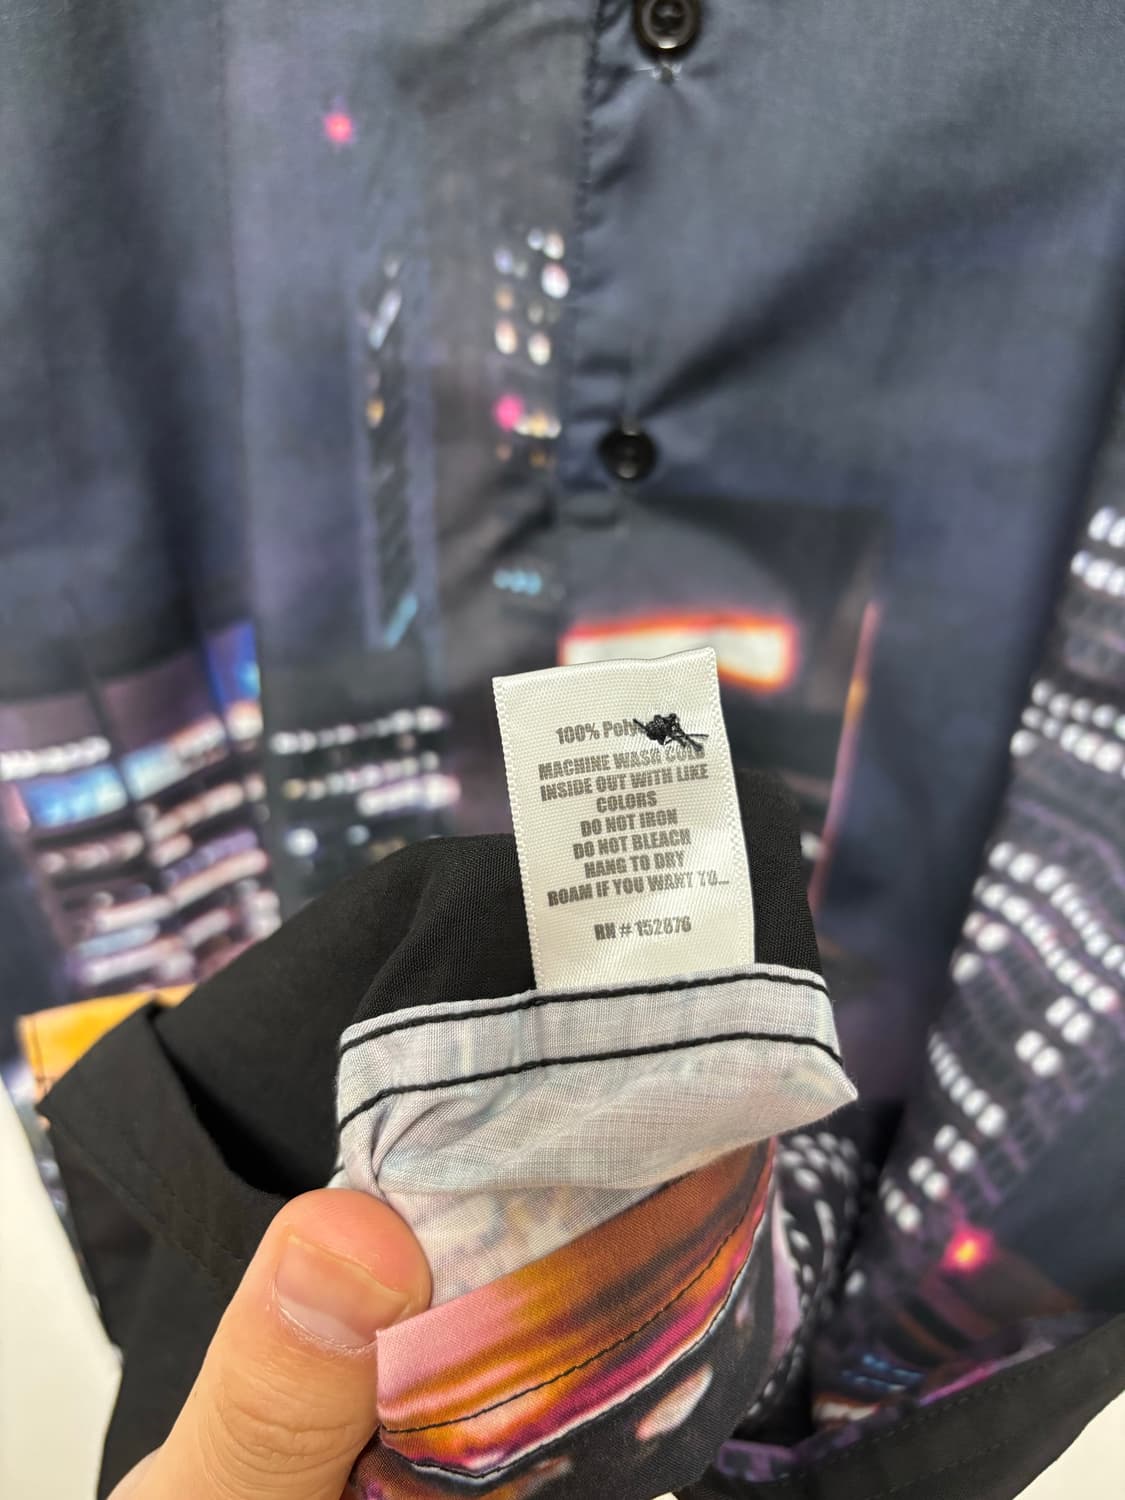 100% Poly
MACHINE WASH COLD
INSIDE OUT WITH LIKE
COLORS
DO NOT IRON
DO NOT BLEACH
HANG TO DRY
ROAM IF YOU WANT TO...
RN # 152876